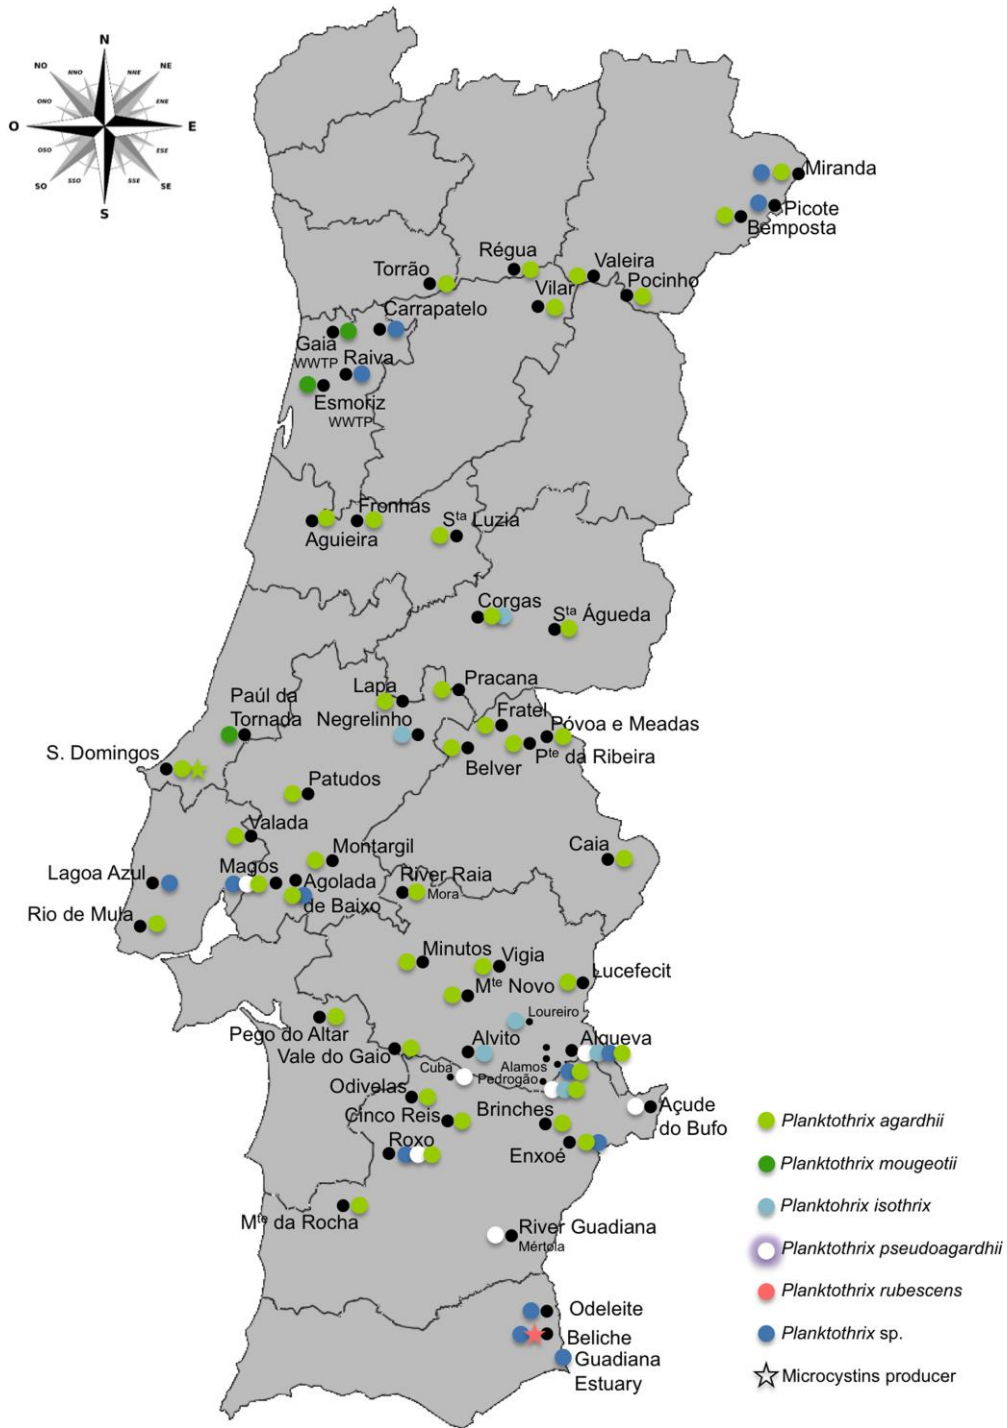 N
NO
NNO
NNE
NE
ONO
ENE
O
E
OSO
ESE
SO
SSO
SSE
SE
S
Miranda
Picote
Bemposta
Régua
Valeira
Torrão
Pocinho
Vilar
Carrapatelo
Gaia
WWTP
Raiva
Esmoriz
WWTP
Fronhas
Aguieira
Sta Luzia
Corgas
Sta Águeda
Pracana
Lapa
Paúl da
Tornada
Negrelinho
Fratel
Póvoa e Meadas
Pte da Ribeira
Belver
S. Domingos
Patudos
Valada
Montargil
Caia
Magos
Lagoa Azul
Agolada
de Baixo
River Raia
Mora
Rio de Mula
Minutos
Vigia
Lucefecit
Mte Novo
Loureiro
Pego do Altar
Alvito
Alqueva
Vale do Gaio
Cuba
Alamos
Pedrogão
Odivelas
Cinco Reis
Brinches
Açude
do Bufo
Roxo
Enxoé
Mte da Rocha
River Guadiana
Mértola
Odeleite
Beliche
Guadiana
Estuary
Planktothrix agardhii
Planktothrix mougeotii
Planktohrix isothrix
Planktothrix pseudoagardhii
Planktothrix rubescens
Planktothrix sp.
Microcystins producer